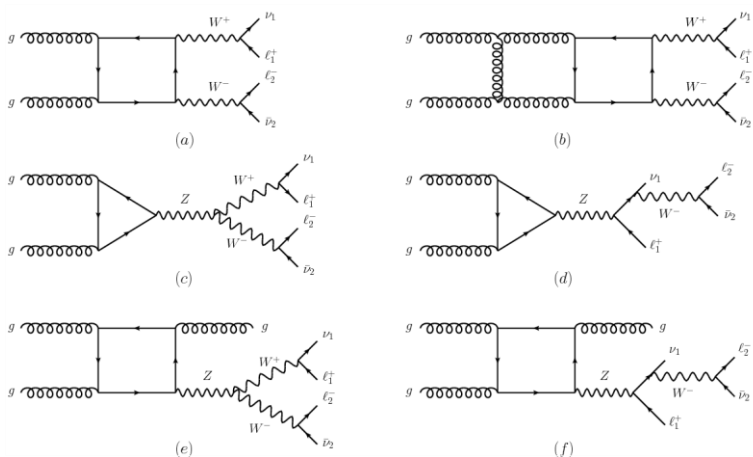 g W⁺ ν₁
ℓ₁⁺
ℓ₂⁻
g W⁻ ν̄₂
(a)
g W⁺ ν₁
ℓ₁⁺
ℓ₂⁻
g W⁻ ν̄₂
(b)
g W⁺ ν₁
Z ℓ₁⁺
ℓ₂⁻
g W⁻ ν̄₂
(c)
g ν₁ ℓ₂⁻
Z W⁻ ν̄₂
g ℓ₁⁺
(d)
g g
ν₁
W⁺
Z ℓ₁⁺
g ℓ₂⁻
W⁻ ν̄₂
(e)
g g
ν₁ ℓ₂⁻
Z W⁻ ν̄₂
g ℓ₁⁺
(f)